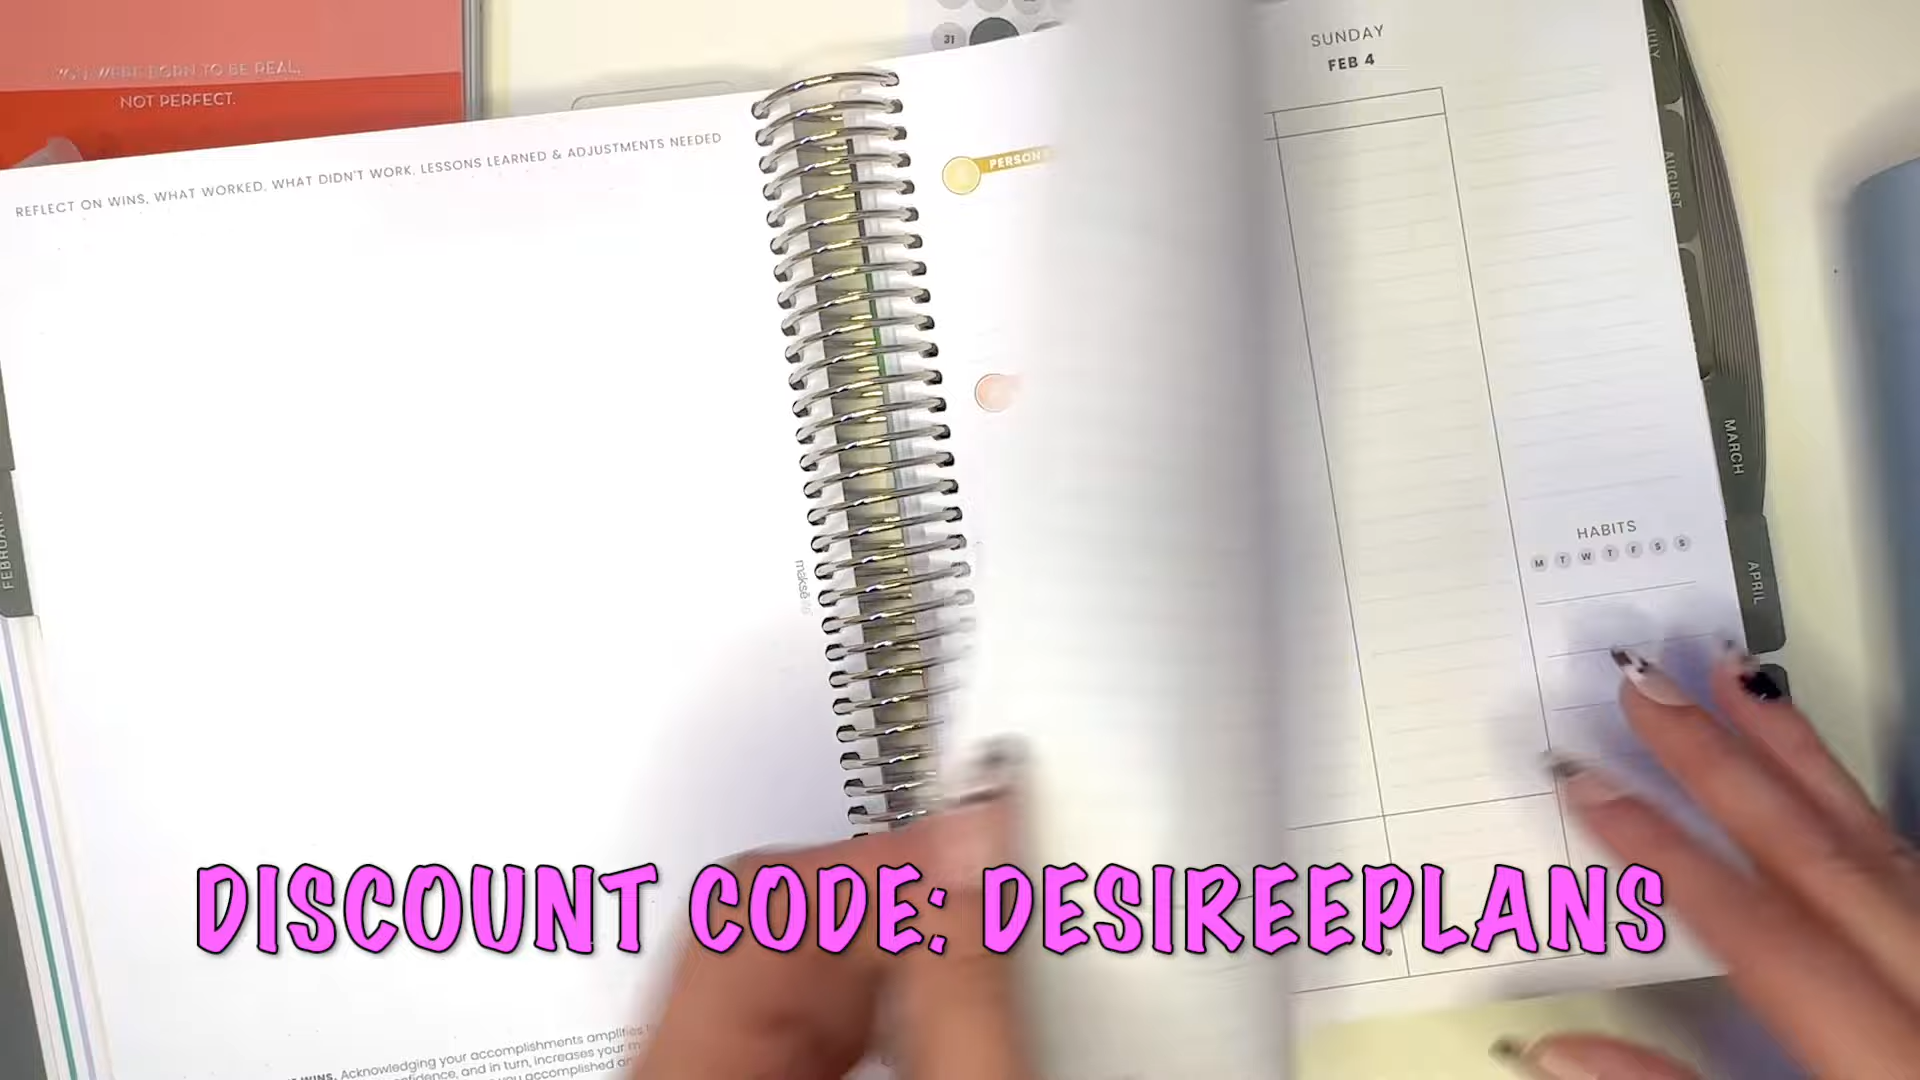 YOU WERE BORN TO BE REAL,
NOT PERFECT.
31
SUNDAY
FEB 4
REFLECT ON WINS, WHAT WORKED, WHAT DIDN'T WORK, LESSONS LEARNED & ADJUSTMENTS NEEDED
JULY
AUGUST
MARCH
HABITS
M T W T F S S
APRIL
FEBRUARY
DISCOUNT CODE: DESIREEPLANS
WINS. Acknowledging your accomplishments amplifies
and in turn, increases your
accomplished